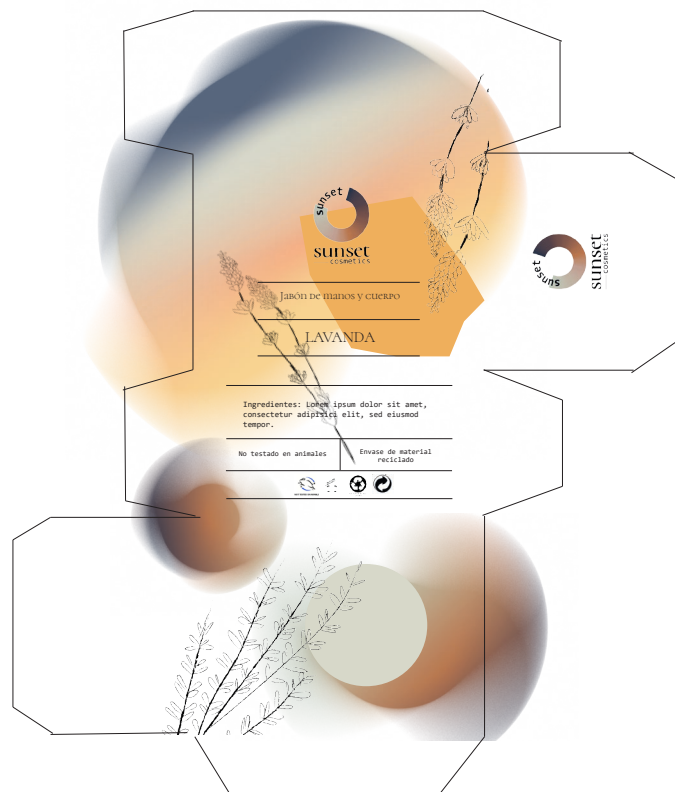 sunset
sunset
cosmetics
sunset
sunset
cosmetics
Jabón de manos y cuerpo
LAVANDA
Ingredientes: Lorem ipsum dolor sit amet,
consectetur adipisici elit, sed eiusmod
tempor.
No testado en animales
Envase de material
reciclado